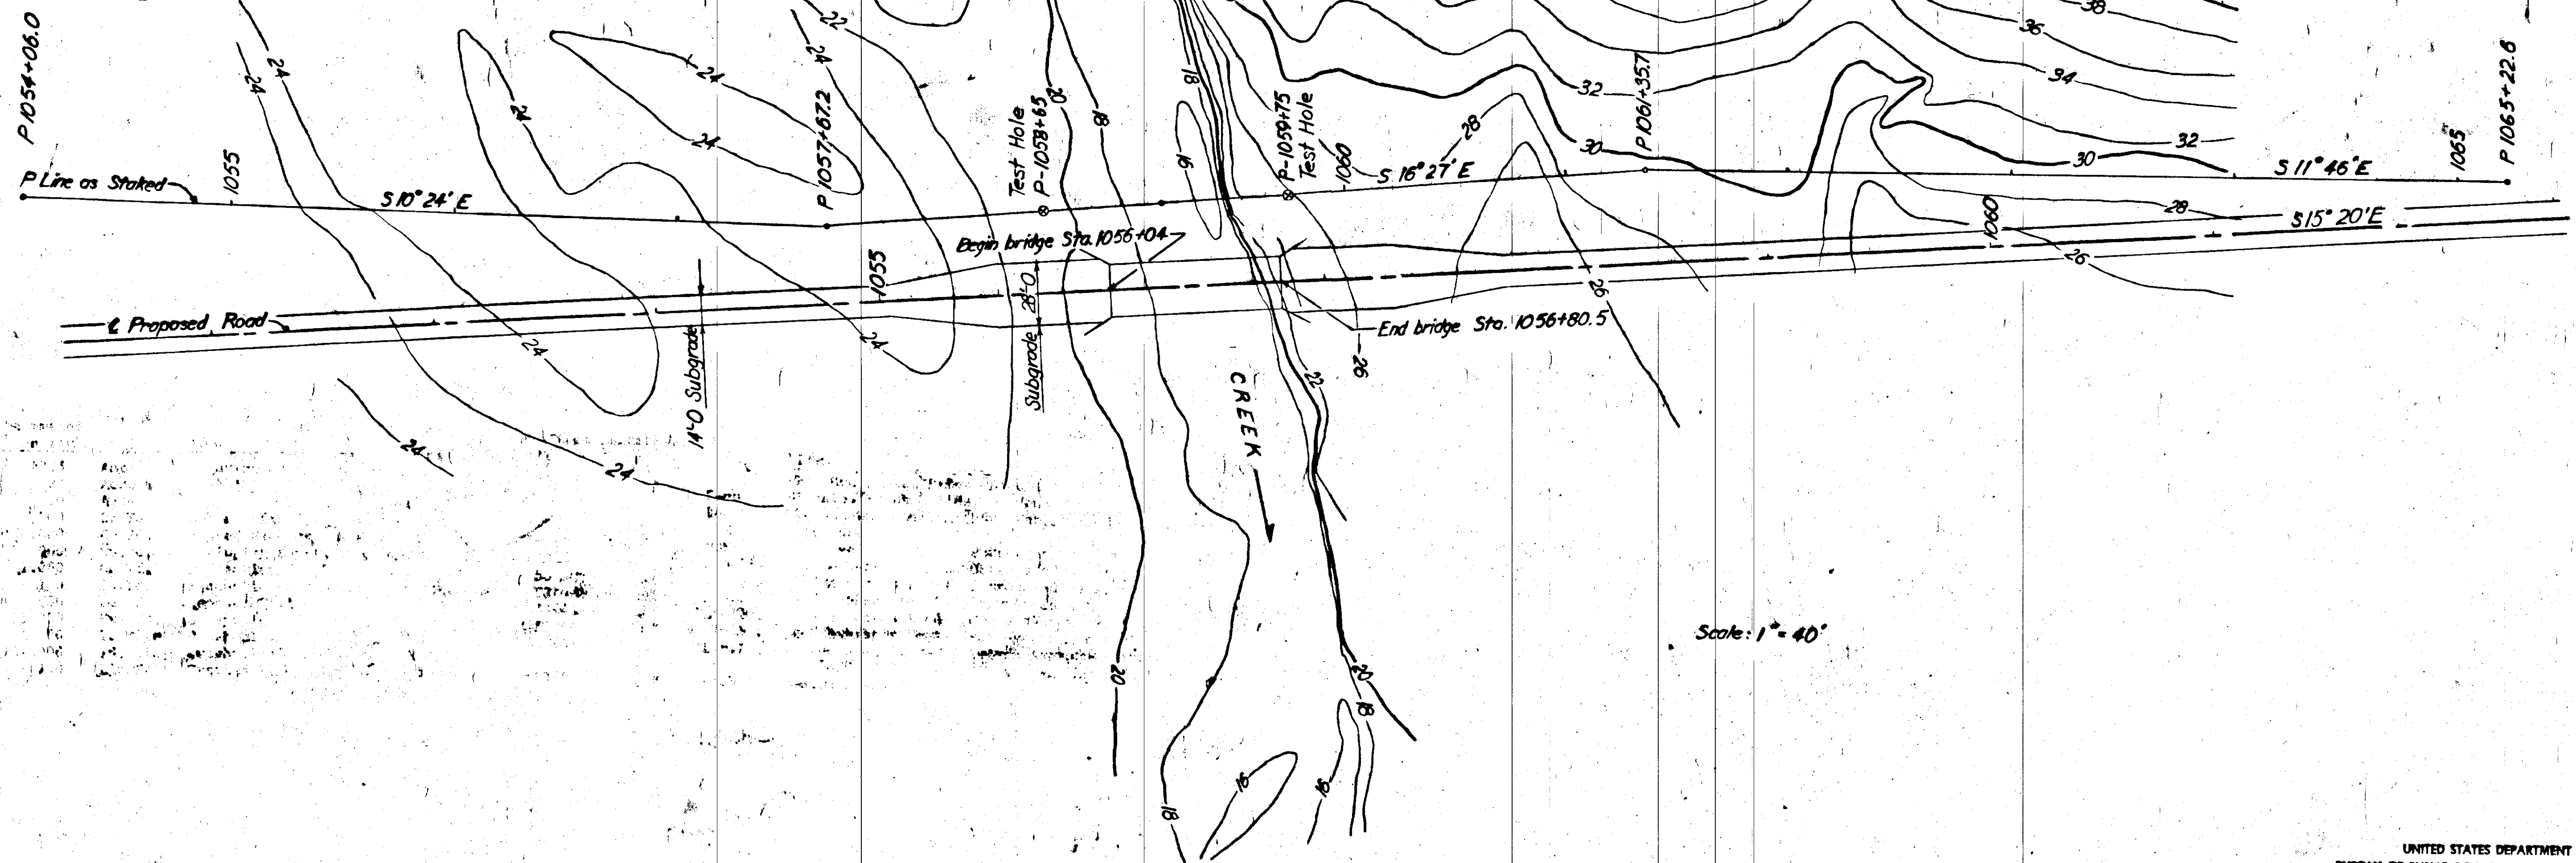 P 1054+06.0
22
24
24
24
24
24
24
1055
P Line as Staked
S 10° 24' E
P 1057+67.2
Test Hole
P-1058+65
20
18
18
16
P-1059+75
Test Hole
1060
S 16° 27' E
28
32
30
P 1061+35.7
38
36
34
32
30
28
26
1065
P 1065+22.6
S 11° 46' E
S 15° 20' E
1060
Begin bridge Sta. 1056+04
1055
℄ Proposed Road
14'-0 Subgrade
Subgrade 28'-0
End bridge Sta. 1056+80.5
26
26
24
24
24
24
22
CREEK
20
20
18
18
16
16
Scale: 1" = 40'
UNITED STATES DEPARTMENT